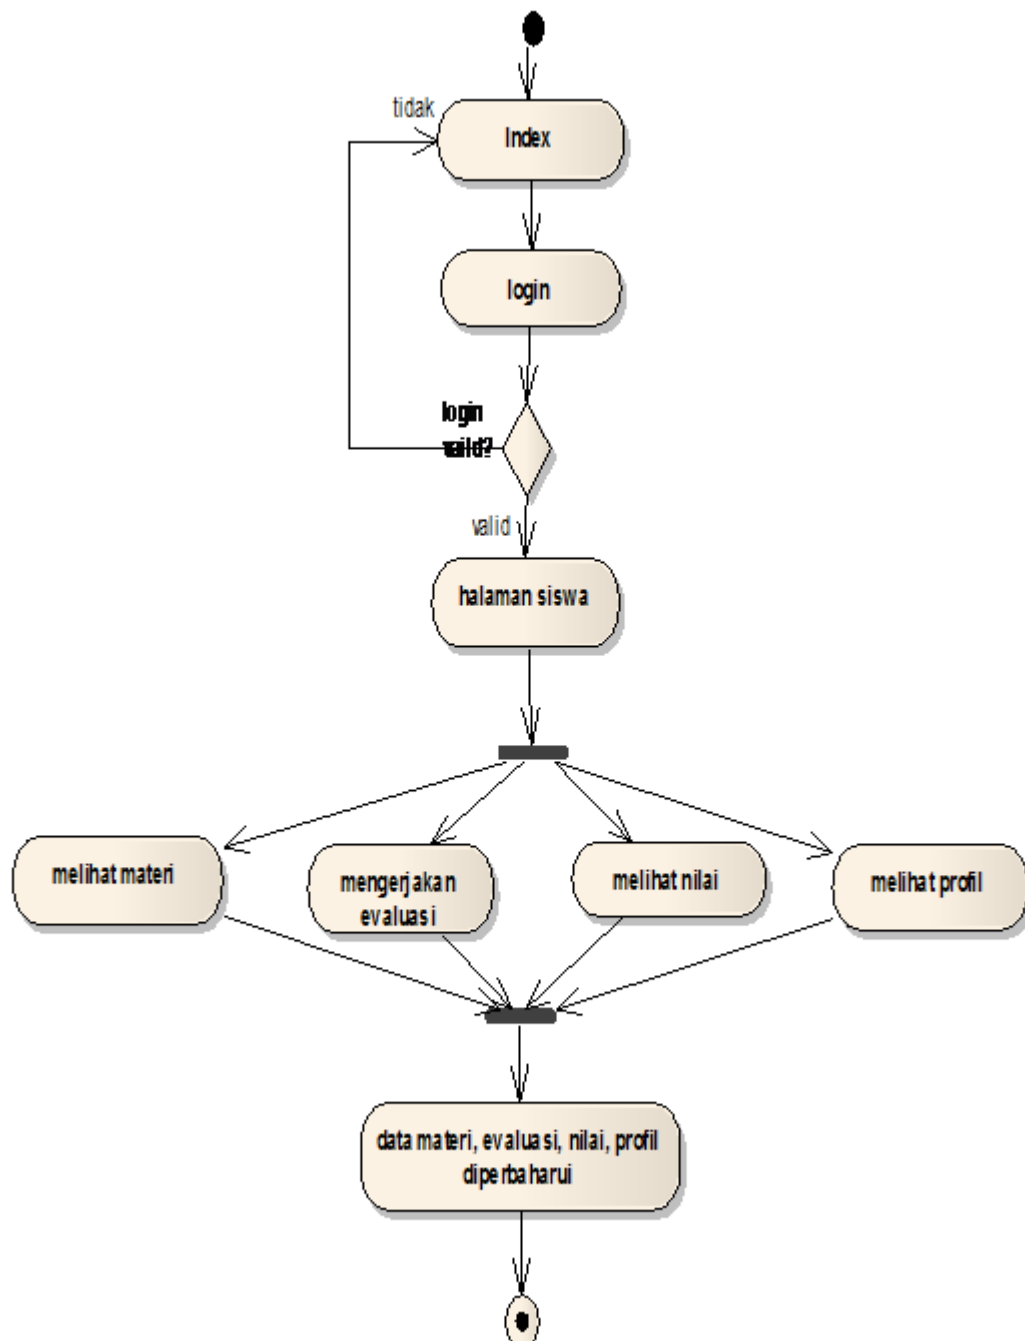 tidak
Index
login
login
vaild?
valid
halaman siswa
melihat materi
mengerjakan
evaluasi
melihat nilai
melihat profil
data materi, evaluasi, nilai, profil
diperbaharui